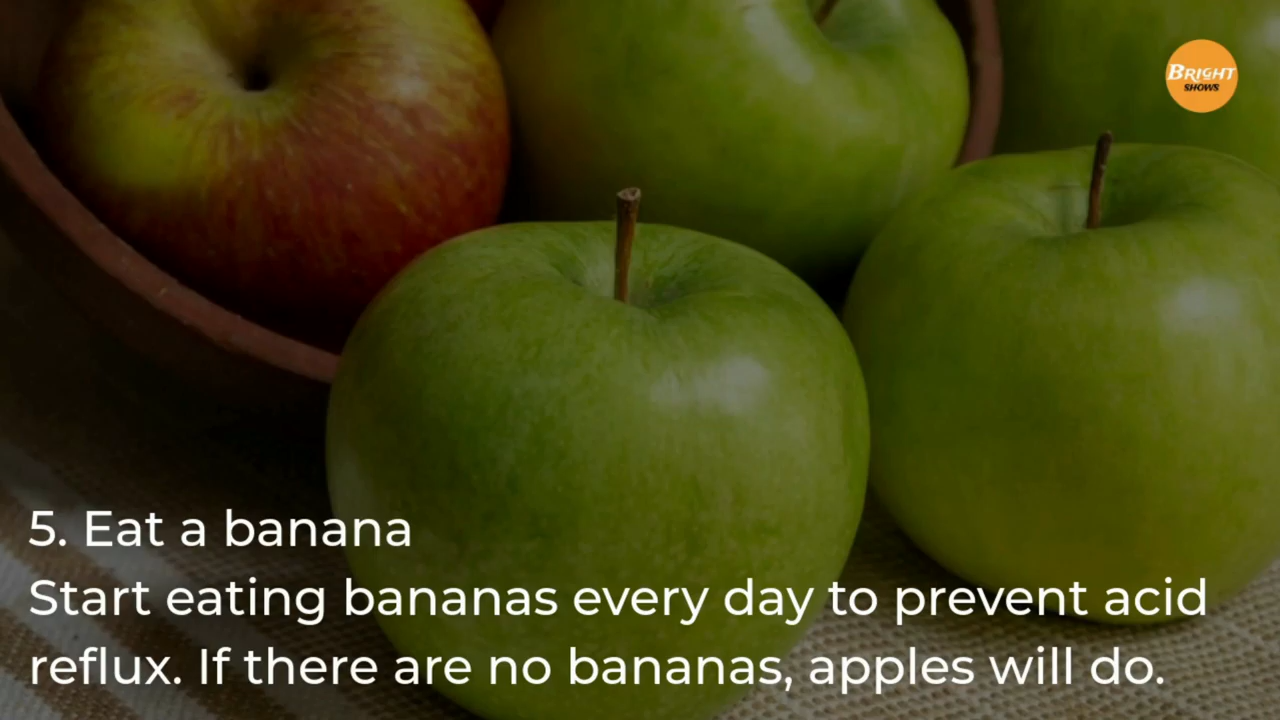 BRIGHT
SHOWS
5. Eat a banana
Start eating bananas every day to prevent acid
reflux. If there are no bananas, apples will do.